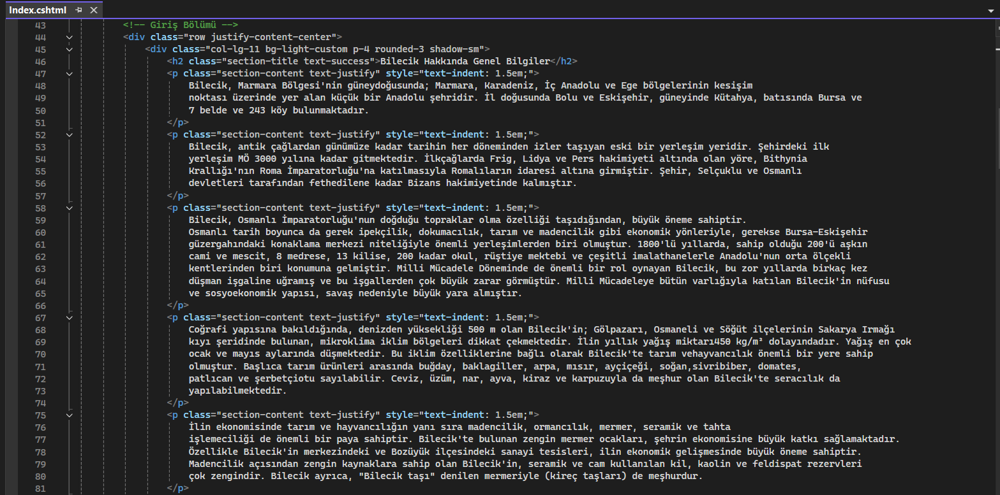 Index.cshtml
43 <!-- Giriş Bölümü -->
44 <div class="row justify-content-center">
45 <div class="col-lg-11 bg-light-custom p-4 rounded-3 shadow-sm">
46 <h2 class="section-title text-success">Bilecik Hakkında Genel Bilgiler</h2>
47 <p class="section-content text-justify" style="text-indent: 1.5em;">
48 Bilecik, Marmara Bölgesi'nin güneydoğusunda; Marmara, Karadeniz, İç Anadolu ve Ege bölgelerinin kesişim
49 noktası üzerinde yer alan küçük bir Anadolu şehridir. İl doğusunda Bolu ve Eskişehir, güneyinde Kütahya, batısında Bursa ve
50 7 belde ve 243 köy bulunmaktadır.
51 </p>
52 <p class="section-content text-justify" style="text-indent: 1.5em;">
53 Bilecik, antik çağlardan günümüze kadar tarihin her döneminden izler taşıyan eski bir yerleşim yeridir. Şehirdeki ilk
54 yerleşim MÖ 3000 yılına kadar gitmektedir. İlkçağlarda Frig, Lidya ve Pers hakimiyeti altında olan yöre, Bithynia
55 Krallığı'nın Roma İmparatorluğu'na katılmasıyla Romalıların idaresi altına girmiştir. Şehir, Selçuklu ve Osmanlı
56 devletleri tarafından fethedilene kadar Bizans hakimiyetinde kalmıştır.
57 </p>
58 <p class="section-content text-justify" style="text-indent: 1.5em;">
59 Bilecik, Osmanlı İmparatorluğu'nun doğduğu topraklar olma özelliği taşıdığından, büyük öneme sahiptir.
60 Osmanlı tarih boyunca da gerek ipekçilik, dokumacılık, tarım ve madencilik gibi ekonomik yönleriyle, gerekse Bursa-Eskişehir
61 güzergahındaki konaklama merkezi niteliğiyle önemli yerleşimlerden biri olmuştur. 1800'lü yıllarda, sahip olduğu 200'ü aşkın
62 cami ve mescit, 8 medrese, 13 kilise, 200 kadar okul, rüştiye mektebi ve çeşitli imalathanelerle Anadolu'nun orta ölçekli
63 kentlerinden biri konumuna gelmiştir. Milli Mücadele Döneminde de önemli bir rol oynayan Bilecik, bu zor yıllarda birkaç kez
64 düşman işgaline uğramış ve bu işgallerden çok büyük zarar görmüştür. Milli Mücadeleye bütün varlığıyla katılan Bilecik'in nüfusu
65 ve sosyoekonomik yapısı, savaş nedeniyle büyük yara almıştır.
66 </p>
67 <p class="section-content text-justify" style="text-indent: 1.5em;">
68 Coğrafi yapısına bakıldığında, denizden yüksekliği 500 m olan Bilecik'in; Gölpazarı, Osmaneli ve Söğüt ilçelerinin Sakarya Irmağı
69 kıyı şeridinde bulunan, mikroklima iklim bölgeleri dikkat çekmektedir. İlin yıllık yağış miktarı450 kg/m² dolayındadır. Yağış en çok
70 ocak ve mayıs aylarında düşmektedir. Bu iklim özelliklerine bağlı olarak Bilecik'te tarım vehayvancılık önemli bir yere sahip
71 olmuştur. Başlıca tarım ürünleri arasında buğday, baklagiller, arpa, mısır, ayçiçeği, soğan,sivribiber, domates,
72 patlıcan ve şerbetçiotu sayılabilir. Ceviz, üzüm, nar, ayva, kiraz ve karpuzuyla da meşhur olan Bilecik'te seracılık da
73 yapılabilmektedir.
74 </p>
75 <p class="section-content text-justify" style="text-indent: 1.5em;">
76 İlin ekonomisinde tarım ve hayvancılığın yanı sıra madencilik, ormancılık, mermer, seramik ve tahta
77 işlemeciliği de önemli bir paya sahiptir. Bilecik'te bulunan zengin mermer ocakları, şehrin ekonomisine büyük katkı sağlamaktadır.
78 Özellikle Bilecik'in merkezindeki ve Bozüyük ilçesindeki sanayi tesisleri, ilin ekonomik gelişmesinde büyük öneme sahiptir.
79 Madencilik açısından zengin kaynaklara sahip olan Bilecik'in, seramik ve cam kullanılan kil, kaolin ve feldispat rezervleri
80 çok zengindir. Bilecik ayrıca, "Bilecik taşı" denilen mermeriyle (kireç taşları) de meşhurdur.
81 </p>